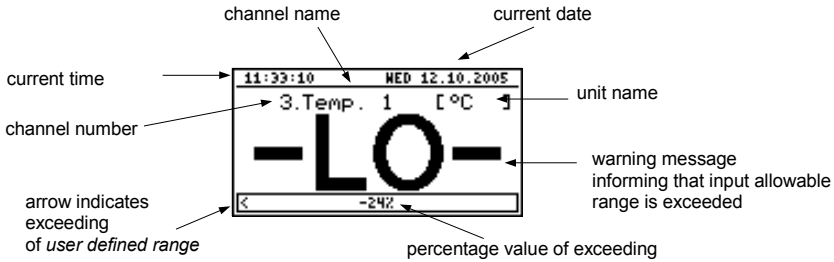 channel name
current date
current time
11:33:10 WED 12.10.2005
3.Temp. 1 [°C ]
unit name
channel number
-LO-
warning message
informing that input allowable
range is exceeded
arrow indicates
exceeding
of user defined range
< -24%
percentage value of exceeding